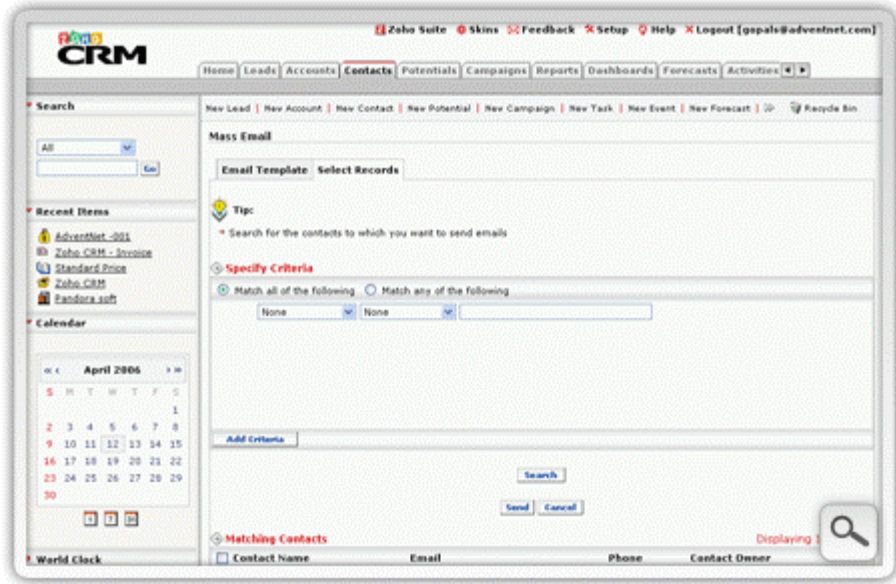 ZOHO CRM
Zoho Suite Skins Feedback Setup Help Logout [gopals@adventnet.com]
Home Leads Accounts Contacts Potentials Campaigns Reports Dashboards Forecasts Activities
Search
New Lead | New Account | New Contact | New Potential | New Campaign | New Task | New Event | New Forecast | Recycle Bin
Mass Email
All
Go
Email Template Select Records
Recent Items
Tip:
AdventNet -001
Search for the contacts to which you want to send emails
Zoho CRM - Invoice
Standard Price
Zoho CRM
Pandora soft
Specify Criteria
Match all of the following Match any of the following
None None
Calendar
April 2006
S M T W T F S
1
2 3 4 5 6 7 8
9 10 11 12 13 14 15
16 17 18 19 20 21 22
23 24 25 26 27 28 29
30
Add Criteria
Search
Send Cancel
7
Matching Contacts Displaying
World Clock
Contact Name Email Phone Contact Owner